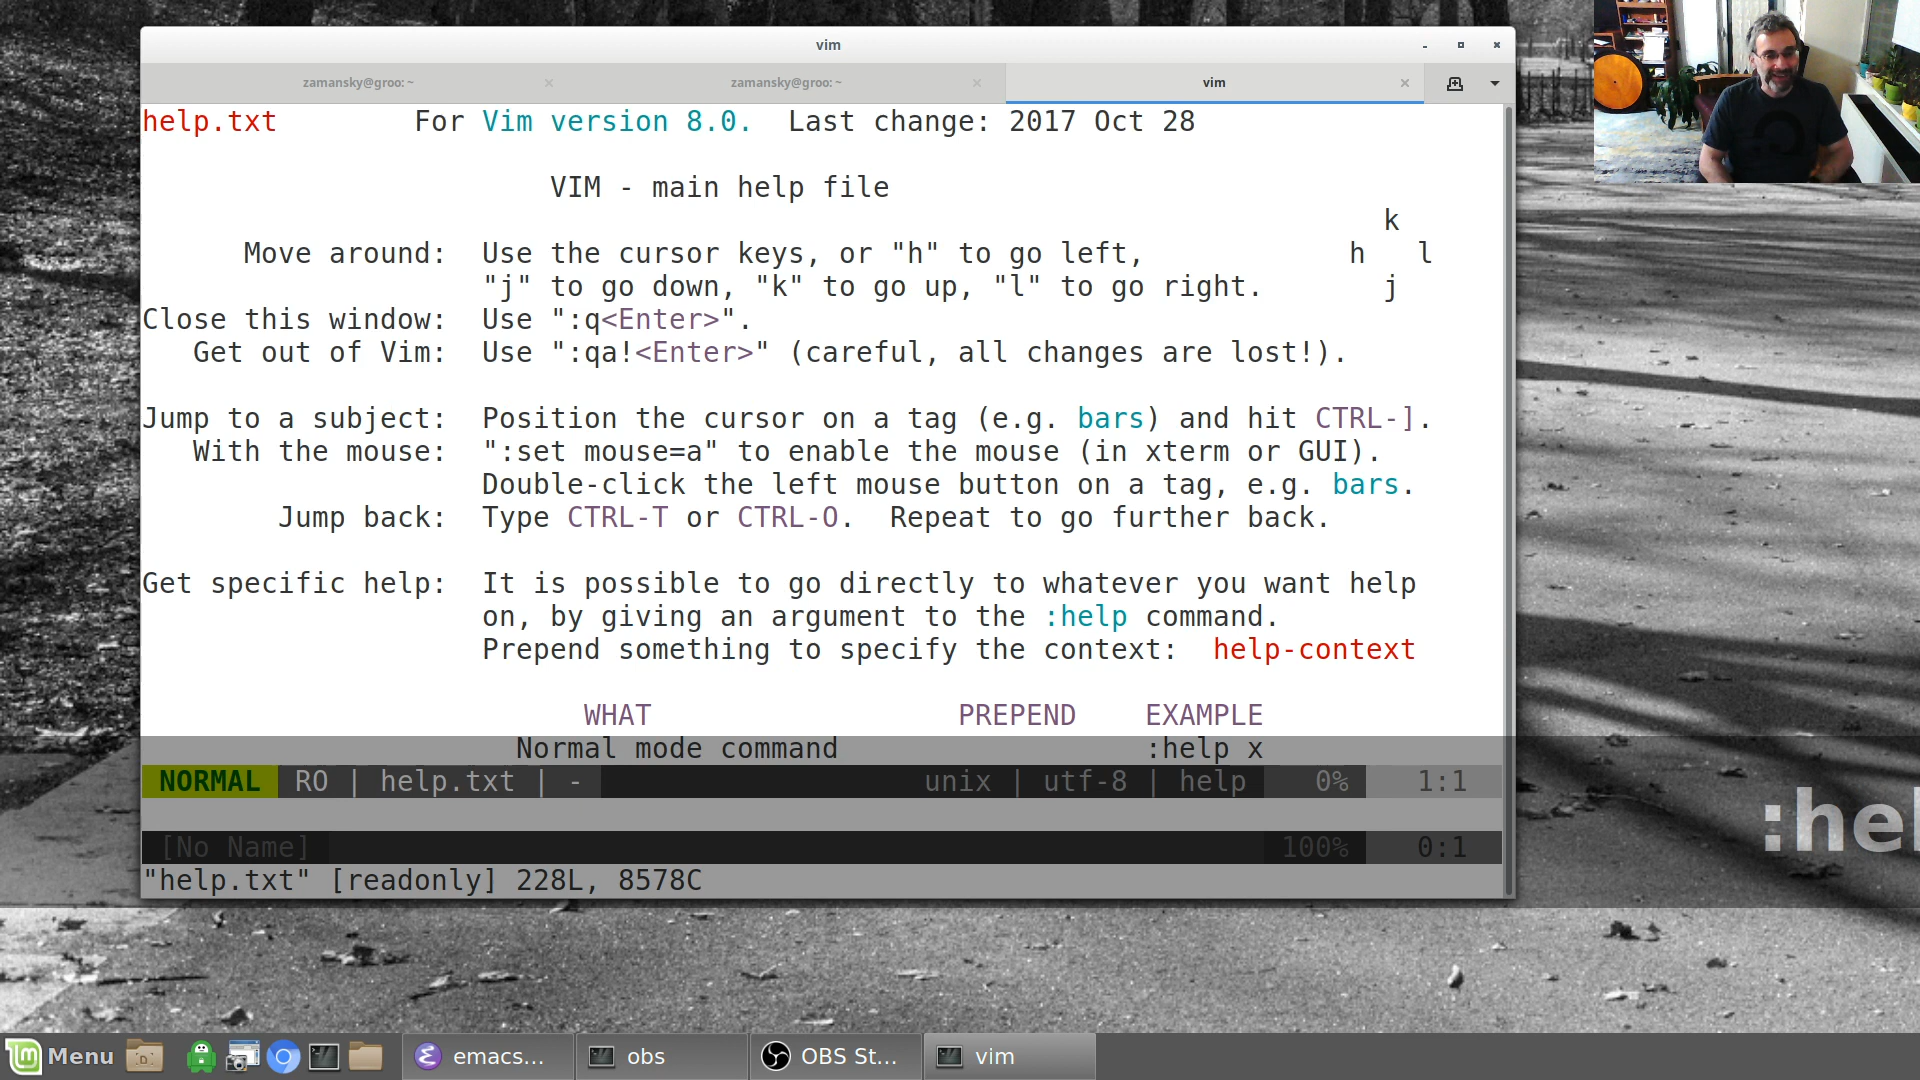 vim
zamansky@groo: ~ zamansky@groo: ~ vim
help.txt For Vim version 8.0. Last change: 2017 Oct 28
VIM - main help file
k
Move around: Use the cursor keys, or "h" to go left, h l
"j" to go down, "k" to go up, "l" to go right. j
Close this window: Use ":q<Enter>".
Get out of Vim: Use ":qa!<Enter>" (careful, all changes are lost!).
Jump to a subject: Position the cursor on a tag (e.g. bars) and hit CTRL-].
With the mouse: ":set mouse=a" to enable the mouse (in xterm or GUI).
Double-click the left mouse button on a tag, e.g. bars.
Jump back: Type CTRL-T or CTRL-O. Repeat to go further back.
Get specific help: It is possible to go directly to whatever you want help
on, by giving an argument to the :help command.
Prepend something to specify the context: help-context
WHAT PREPEND EXAMPLE
Normal mode command :help x
NORMAL RO | help.txt | - unix | utf-8 | help 0% 1:1
:hel
[No Name] 100% 0:1
"help.txt" [readonly] 228L, 8578C
Menu emacs... obs OBS St... vim